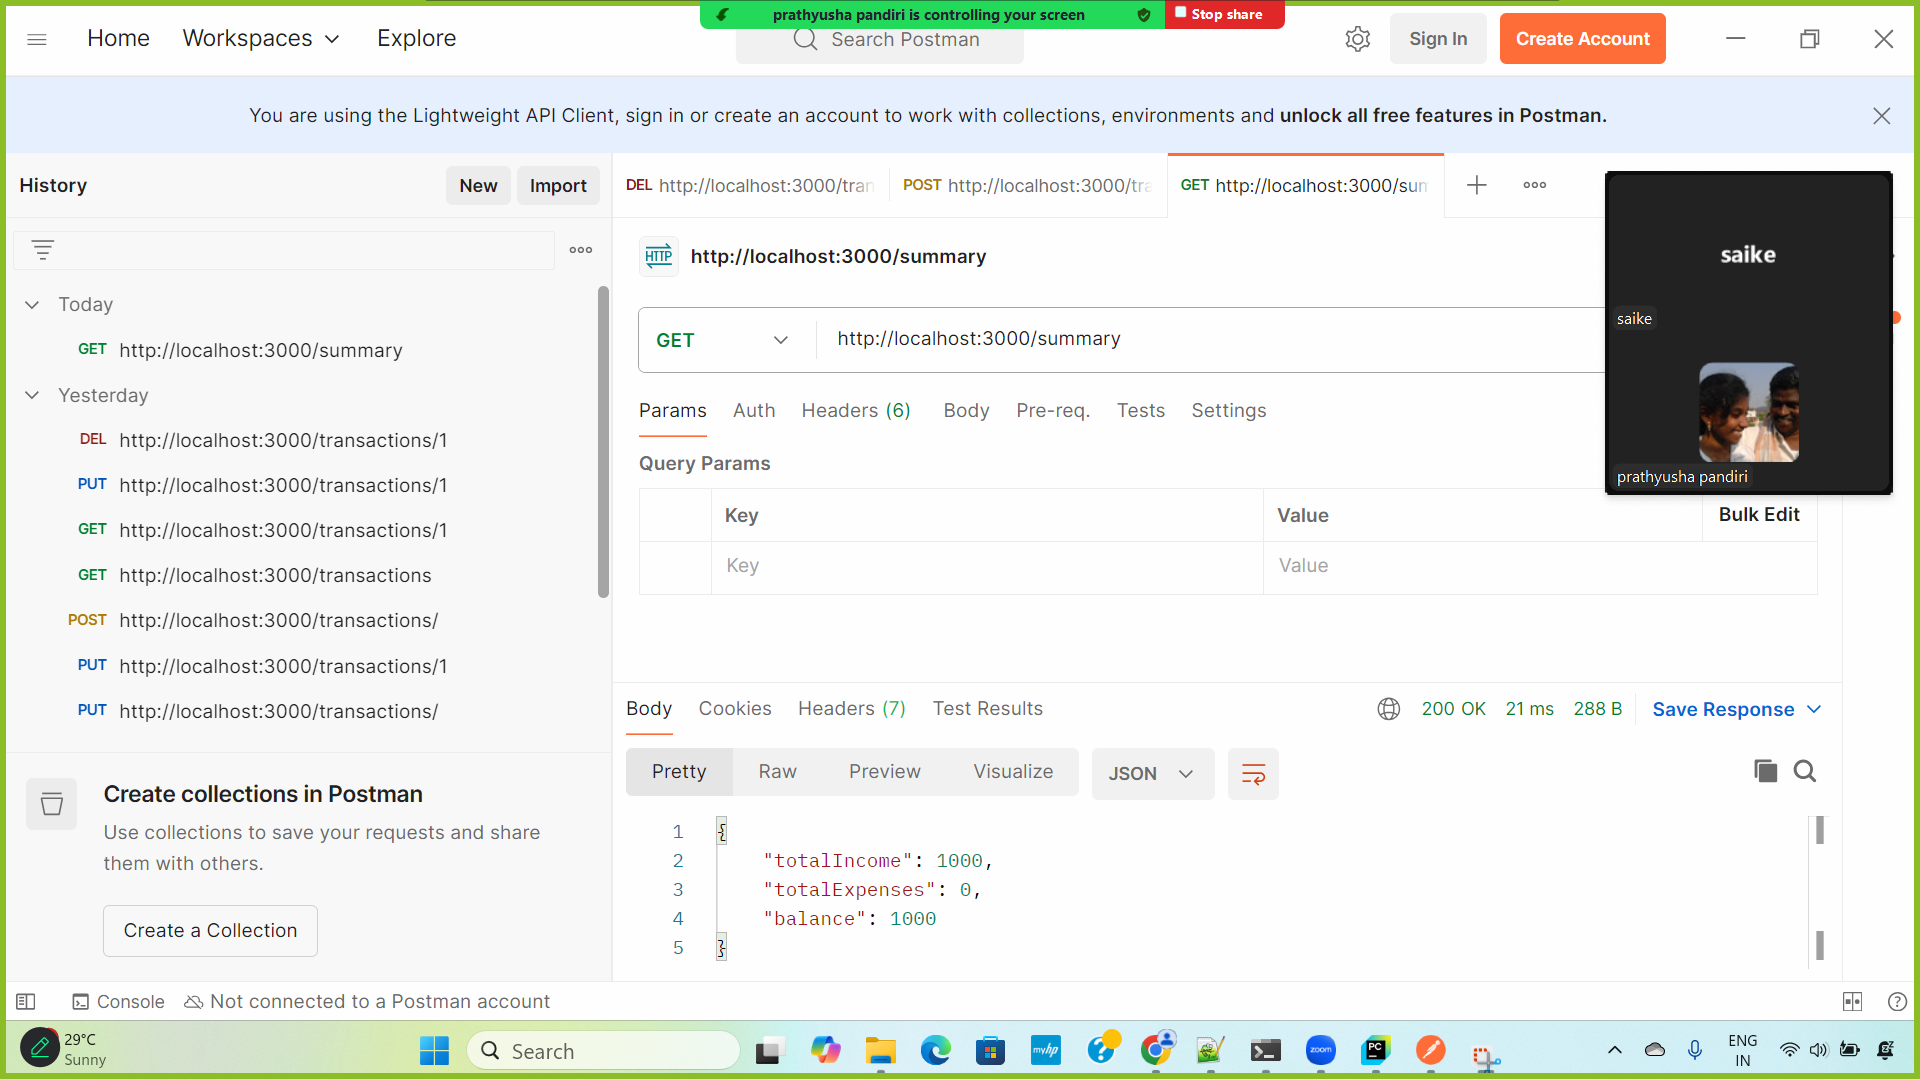 prathyusha pandiri is controlling your screen
Stop share
Home
Workspaces
Explore
Search Postman
Sign In
Create Account
You are using the Lightweight API Client, sign in or create an account to work with collections, environments and unlock all free features in Postman.
History
New
Import
DEL http://localhost:3000/tran
POST http://localhost:3000/tra
GET http://localhost:3000/sum
HTTP
http://localhost:3000/summary
saike
saike
prathyusha pandiri
Today
GET http://localhost:3000/summary
Yesterday
DEL http://localhost:3000/transactions/1
PUT http://localhost:3000/transactions/1
GET http://localhost:3000/transactions/1
GET http://localhost:3000/transactions
POST http://localhost:3000/transactions/
PUT http://localhost:3000/transactions/1
PUT http://localhost:3000/transactions/
GET
http://localhost:3000/summary
Params
Auth
Headers (6)
Body
Pre-req.
Tests
Settings
Query Params
Key
Value
Bulk Edit
Key
Value
Body
Cookies
Headers (7)
Test Results
200 OK
21 ms
288 B
Save Response
Pretty
Raw
Preview
Visualize
JSON
1 {
2 "totalIncome": 1000,
3 "totalExpenses": 0,
4 "balance": 1000
5 }
Create collections in Postman
Use collections to save your requests and share
them with others.
Create a Collection
Console
Not connected to a Postman account
29°C
Sunny
Search
myhp
zoom
PC
ENG
IN